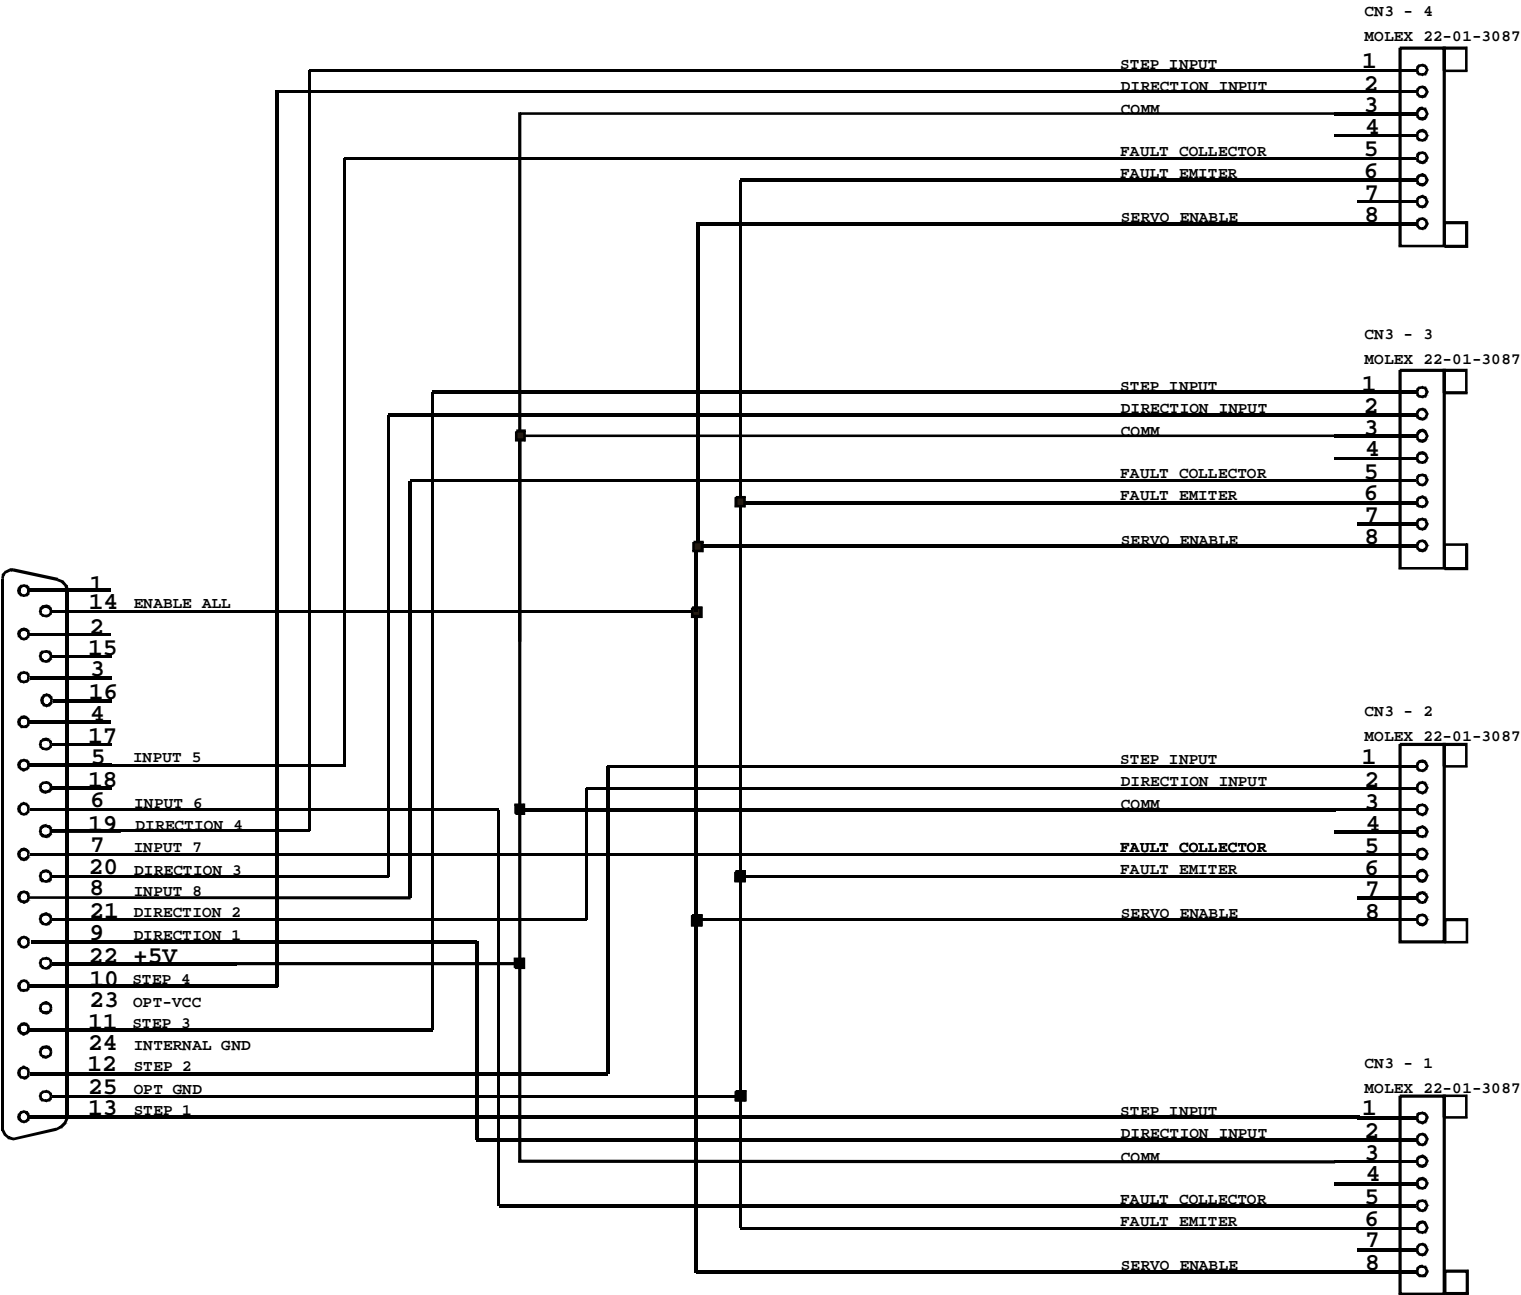 CN3 - 4
MOLEX 22-01-3087
STEP INPUT 1
DIRECTION INPUT 2
COMM 3
4
FAULT COLLECTOR 5
FAULT EMITER 6
7
SERVO ENABLE 8
CN3 - 3
MOLEX 22-01-3087
STEP INPUT 1
DIRECTION INPUT 2
COMM 3
4
FAULT COLLECTOR 5
FAULT EMITER 6
7
SERVO ENABLE 8
1
14 ENABLE ALL
2
15
3
16
4
17
5 INPUT 5
18
6 INPUT 6
19 DIRECTION 4
7 INPUT 7
20 DIRECTION 3
8 INPUT 8
21 DIRECTION 2
9 DIRECTION 1
22 +5V
10 STEP 4
23 OPT-VCC
11 STEP 3
24 INTERNAL GND
12 STEP 2
25 OPT GND
13 STEP 1
CN3 - 2
MOLEX 22-01-3087
STEP INPUT 1
DIRECTION INPUT 2
COMM 3
4
FAULT COLLECTOR 5
FAULT EMITER 6
7
SERVO ENABLE 8
CN3 - 1
MOLEX 22-01-3087
STEP INPUT 1
DIRECTION INPUT 2
COMM 3
4
FAULT COLLECTOR 5
FAULT EMITER 6
7
SERVO ENABLE 8